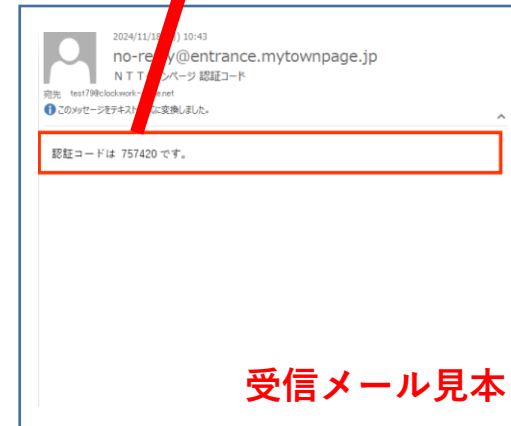 2024/11/18 10:43
no-re y@entrance.mytownpage.jp
NTT ンページ 認証コード
宛先 test79@clockwork- .net
このメッセージをテキスト に変換しました。
認証コードは 757420 です。
受信メール見本